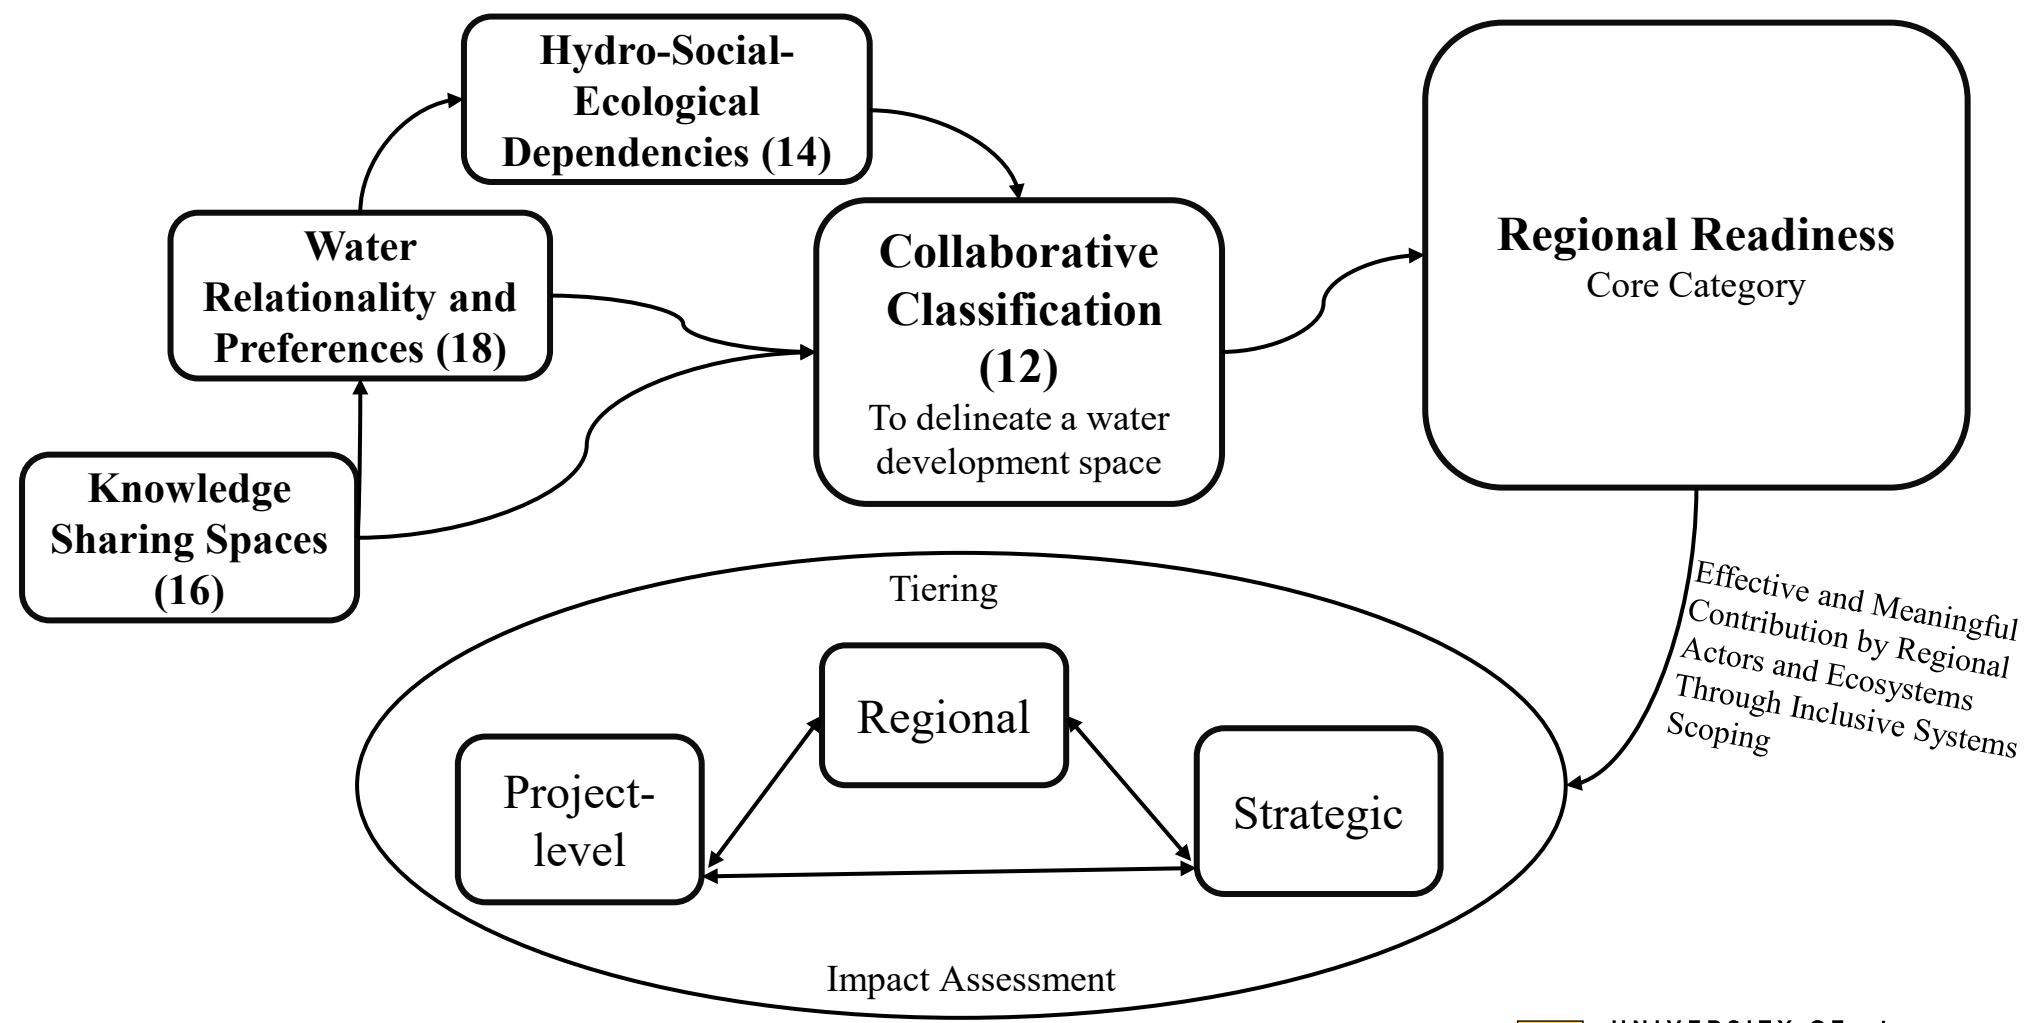 Hydro-Social-
Ecological
Dependencies (14)
Water
Relationality and
Preferences (18)
Knowledge
Sharing Spaces
(16)
Collaborative
Classification
(12)
To delineate a water
development space
Regional Readiness
Core Category
Effective and Meaningful
Contribution by Regional
Actors and Ecosystems
Through Inclusive Systems
Scoping
Tiering
Regional
Project-
level
Strategic
Impact Assessment
UNIVERSITY OF